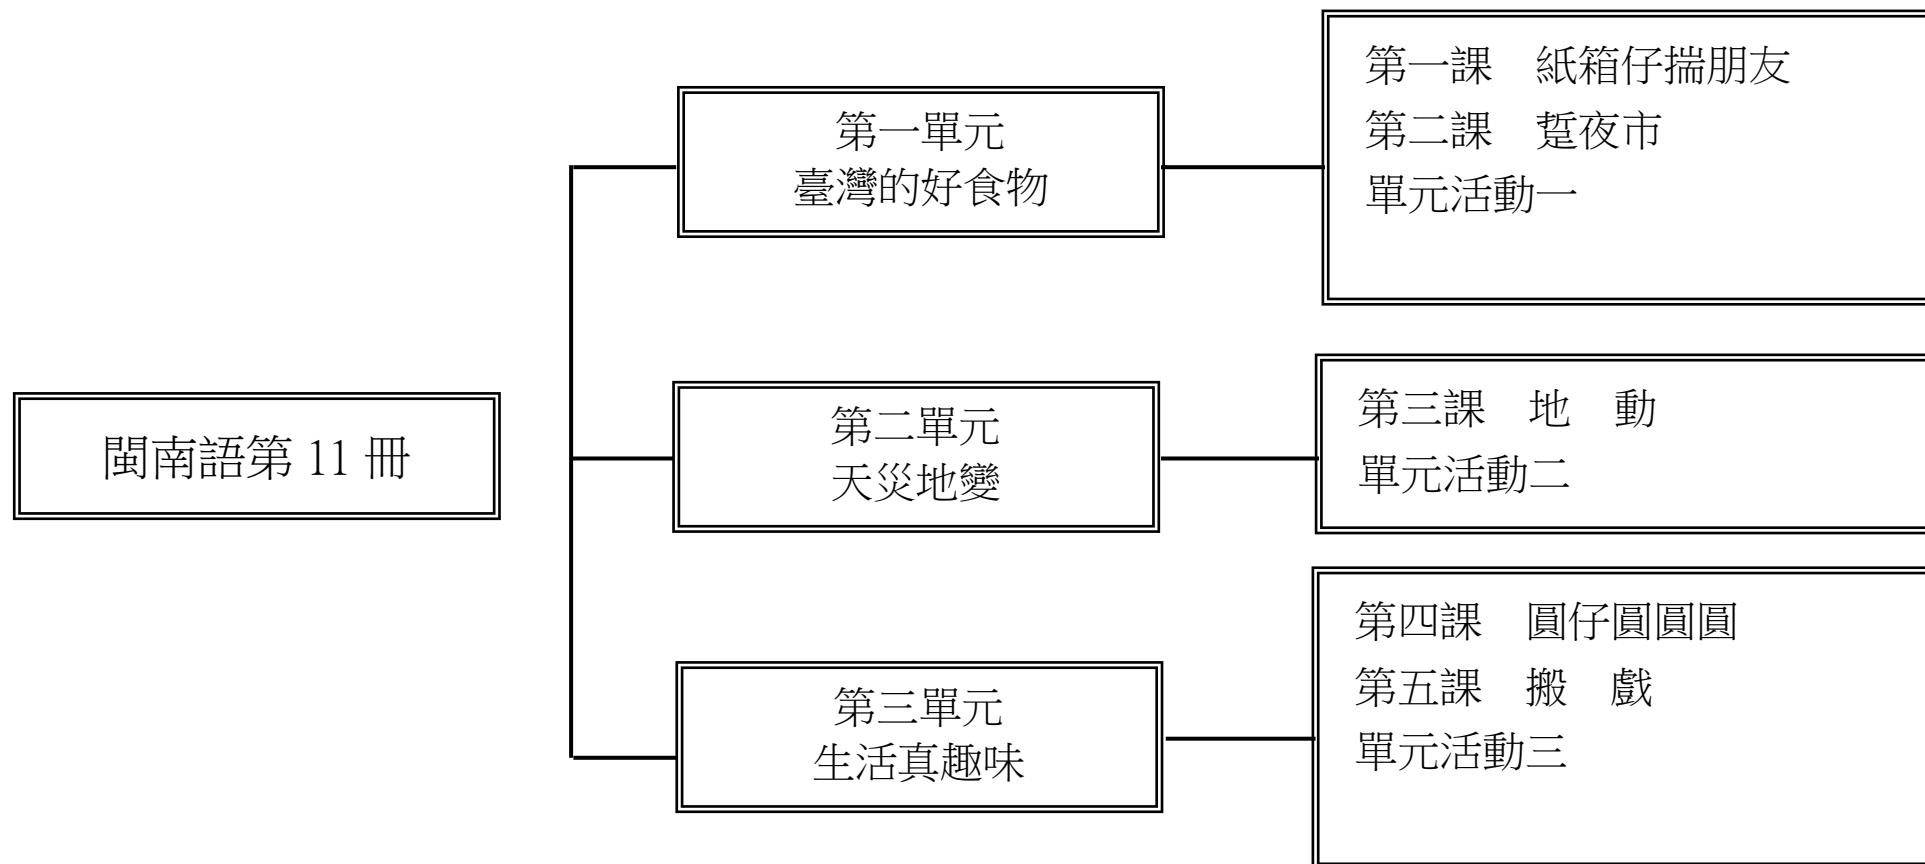 閩南語第 11 冊
第一單元
臺灣的好食物
第一課　紙箱仔揣朋友
第二課　踅夜市
單元活動一
第二單元
天災地變
第三課　地　動
單元活動二
第三單元
生活真趣味
第四課　圓仔圓圓圓
第五課　搬　戲
單元活動三